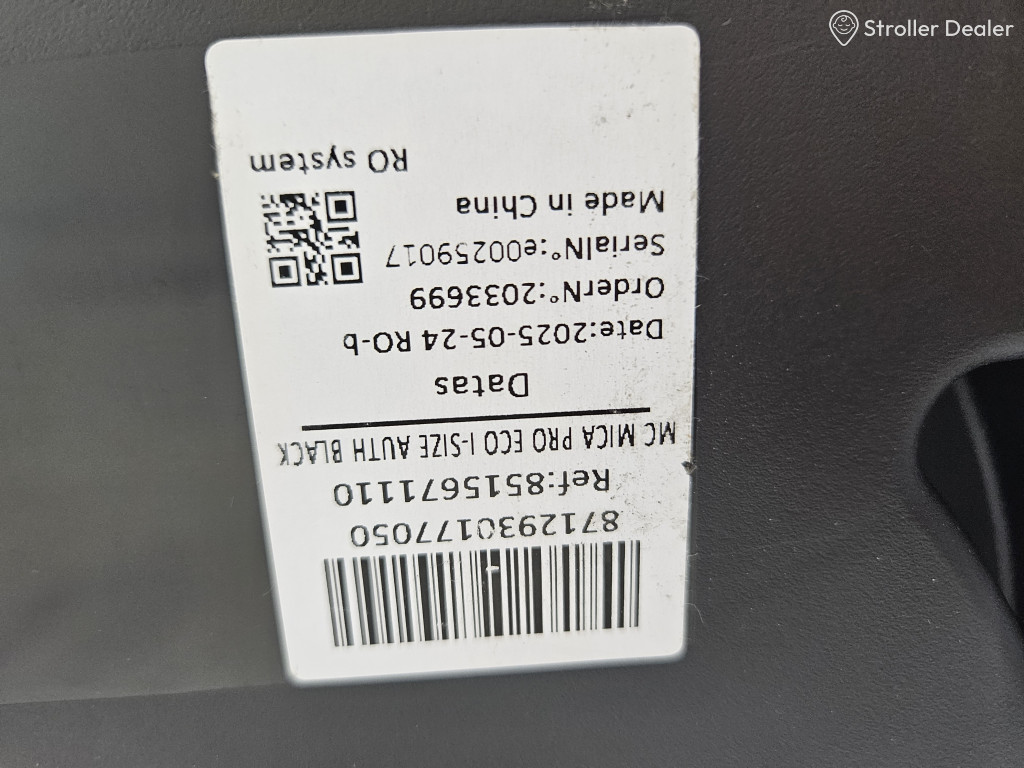 Stroller Dealer
8712930177050
Ref:8515671110
MC MICA PRO ECO I-SIZE AUTH BLACK
Datas
Date:2025-05-24 RO-b
OrderN°:2033699
SerialN°:e00259017
Made in China
RO system